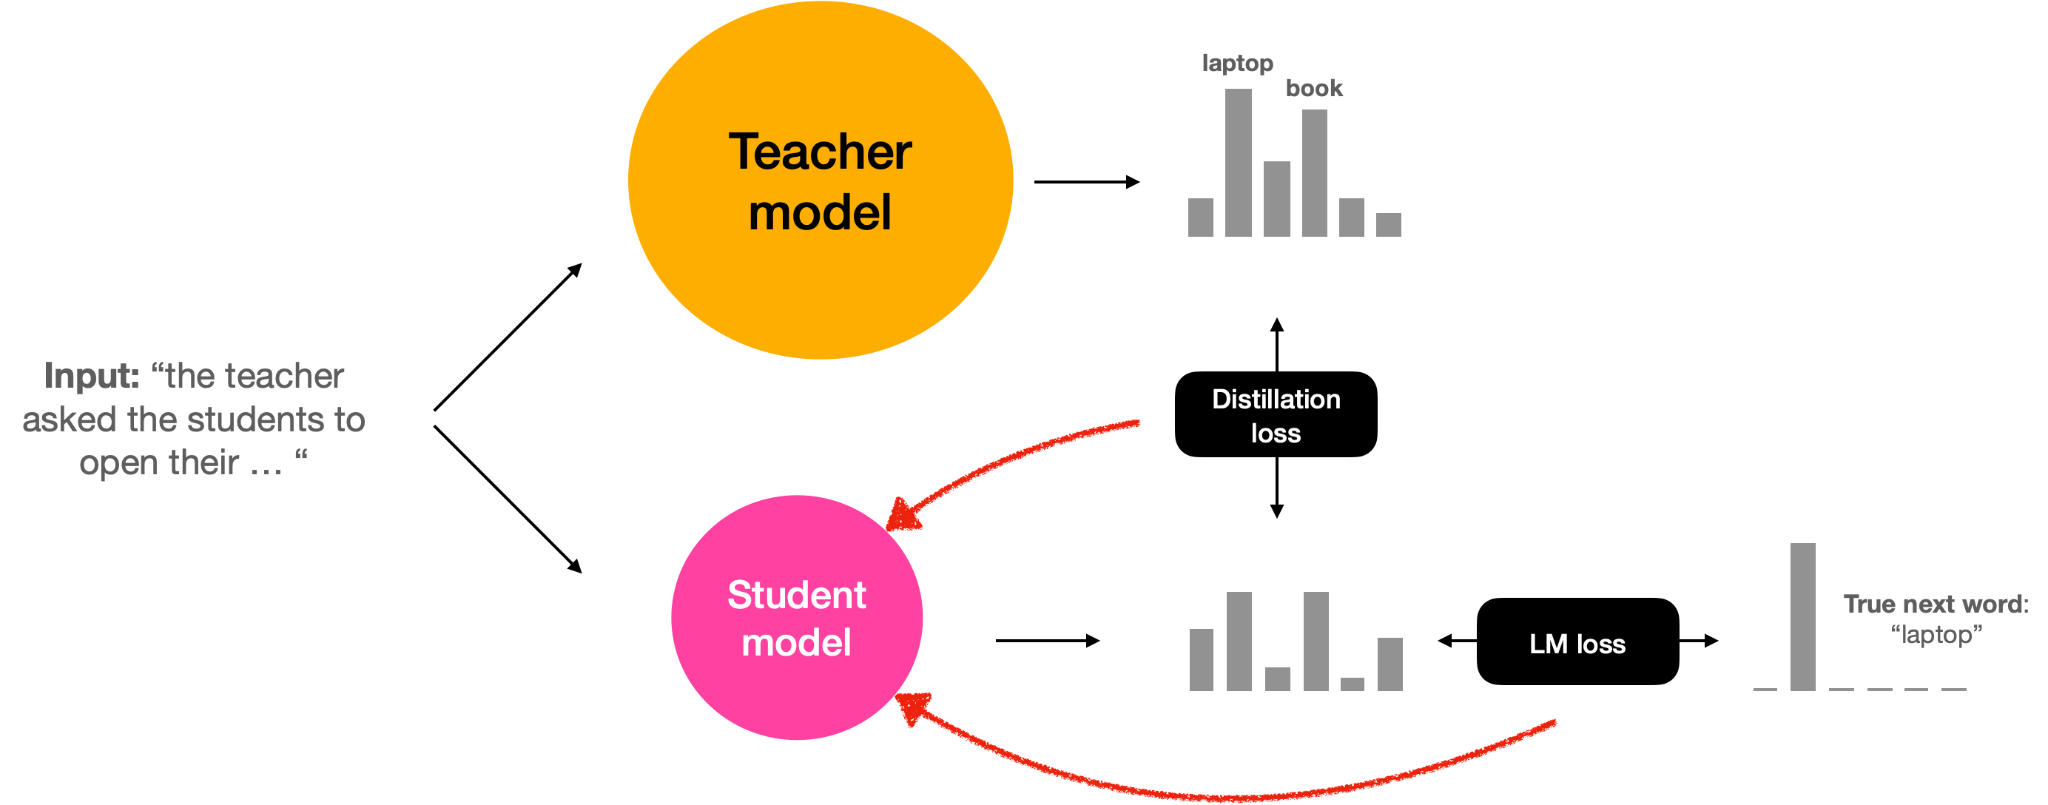 laptop
book
Teacher
model
Input: “the teacher
asked the students to
open their … “
Distillation
loss
Student
model
LM loss
True next word:
“laptop”